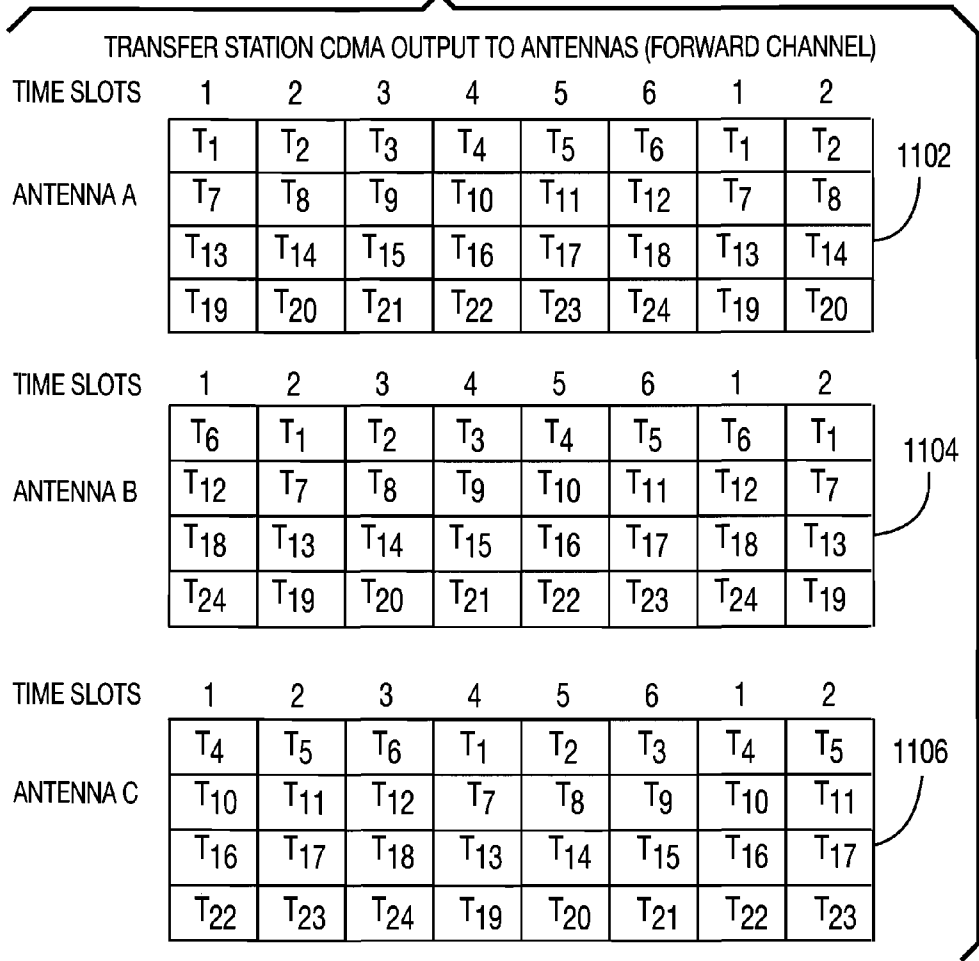 TRANSFER STATION CDMA OUTPUT TO ANTENNAS (FORWARD CHANNEL)
TIME SLOTS 1 2 3 4 5 6 1 2
T1 T2 T3 T4 T5 T6 T1 T2
1102
ANTENNA A T7 T8 T9 T10 T11 T12 T7 T8
T13 T14 T15 T16 T17 T18 T13 T14
T19 T20 T21 T22 T23 T24 T19 T20
TIME SLOTS 1 2 3 4 5 6 1 2
T6 T1 T2 T3 T4 T5 T6 T1
1104
ANTENNA B T12 T7 T8 T9 T10 T11 T12 T7
T18 T13 T14 T15 T16 T17 T18 T13
T24 T19 T20 T21 T22 T23 T24 T19
TIME SLOTS 1 2 3 4 5 6 1 2
T4 T5 T6 T1 T2 T3 T4 T5
1106
ANTENNA C T10 T11 T12 T7 T8 T9 T10 T11
T16 T17 T18 T13 T14 T15 T16 T17
T22 T23 T24 T19 T20 T21 T22 T23